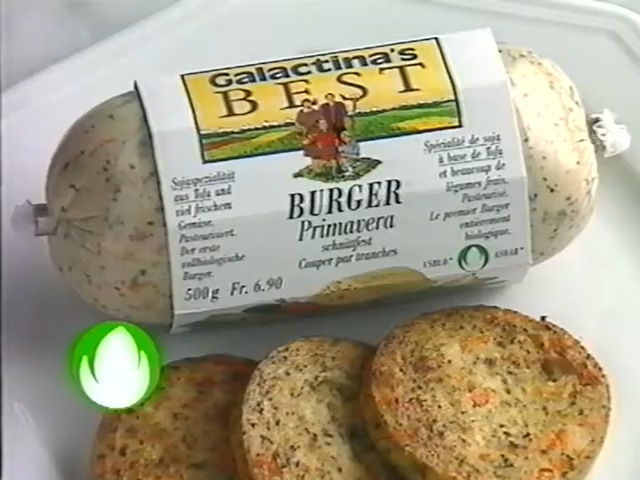 Galactina's
BEST
Sojaspezialität
aus Tofu und
viel frischem
Gemüse.
Pasteurisiert.
Der erste
vollbiologische
Burger.
500 g Fr. 6.90
BURGER
Primavera
schnittfest
Couper par tranches
Spécialité de soja
à base de Tofu
et beaucoup de
légumes frais.
Pasteurisé.
Le premier Burger
entièrement
biologique.